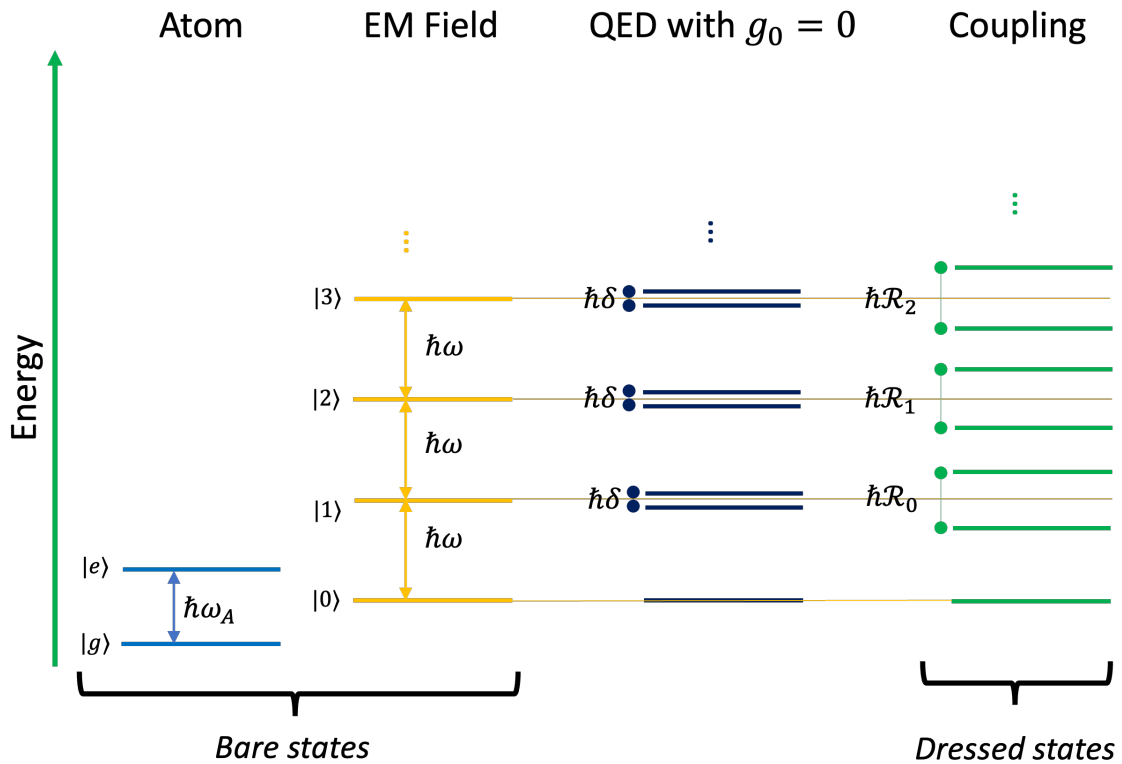 Atom
EM Field
QED with g₀ = 0
Coupling
Energy
⋮
⋮
⋮
|3⟩
ħδ
ħℛ₂
ħω
|2⟩
ħδ
ħℛ₁
ħω
|1⟩
ħδ
ħℛ₀
ħω
|e⟩
ħω_A
|0⟩
|g⟩
Bare states
Dressed states